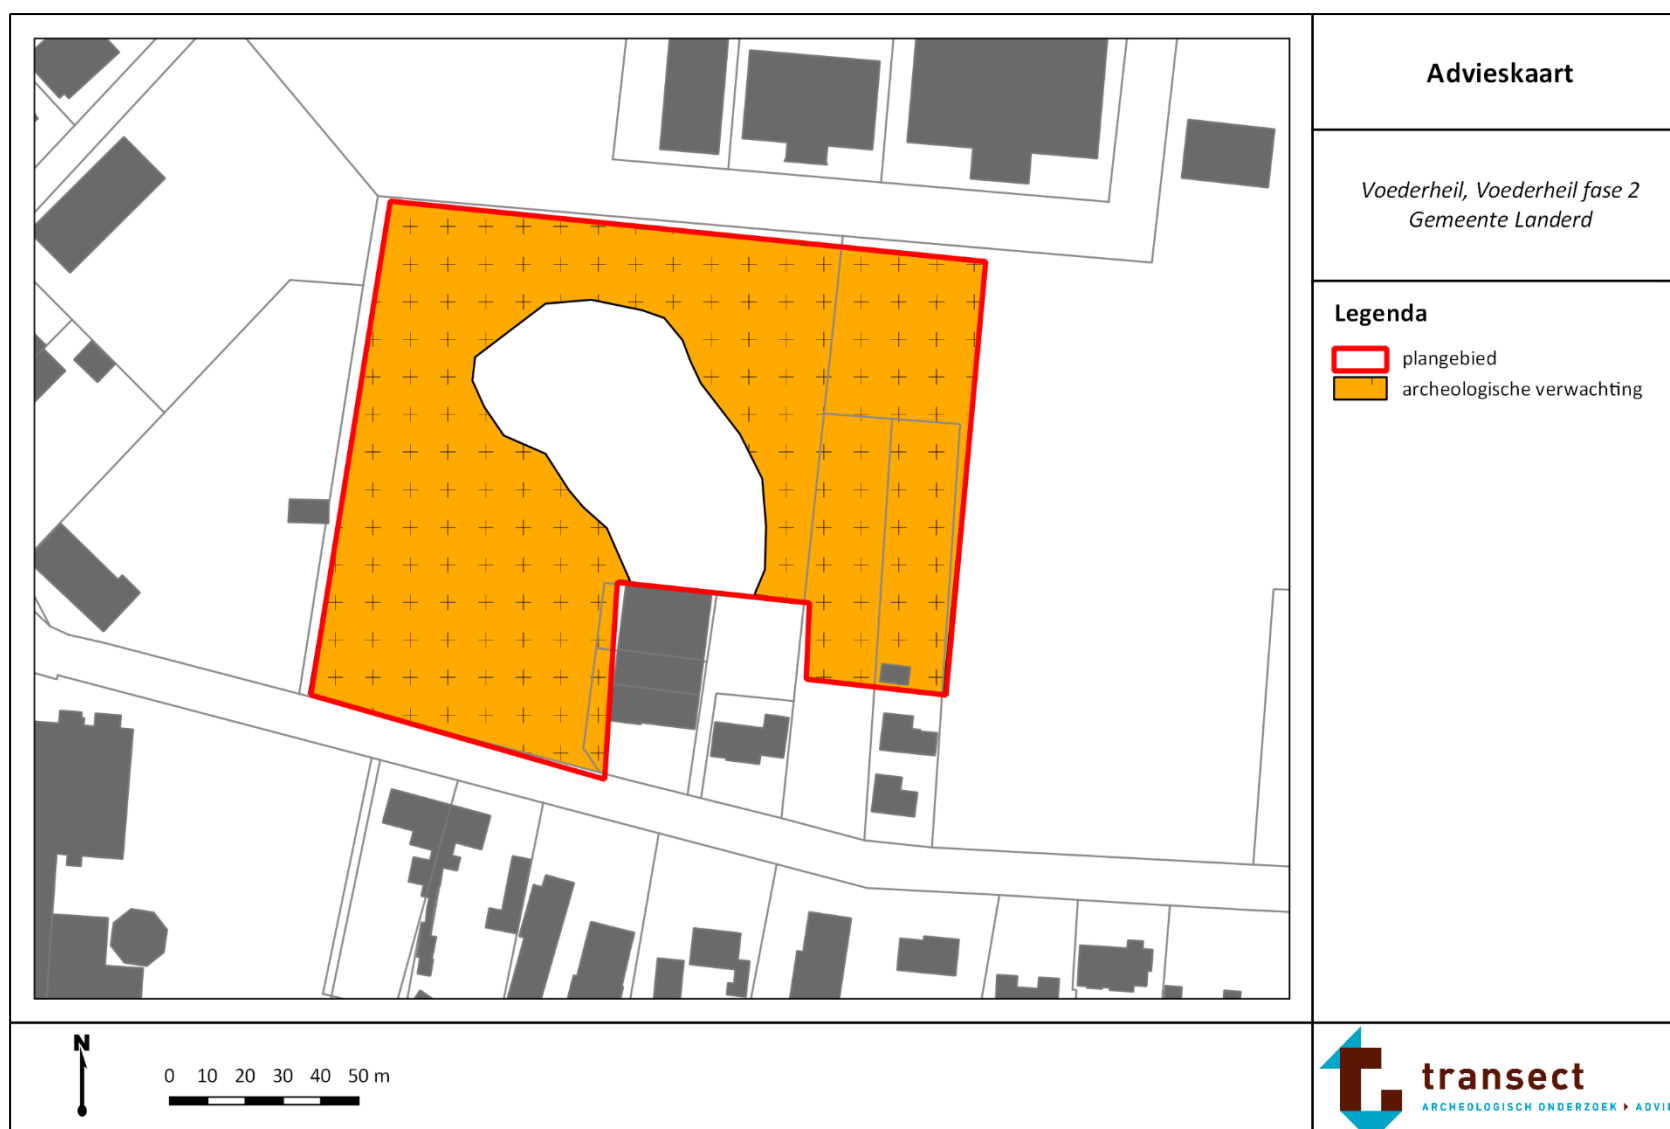 Advieskaart
Voederheil, Voederheil fase 2
Gemeente Landerd
Legenda
plangebied
archeologische verwachting
N
0 10 20 30 40 50 m
transect
ARCHEOLOGISCH ONDERZOEK ▸ ADVIE